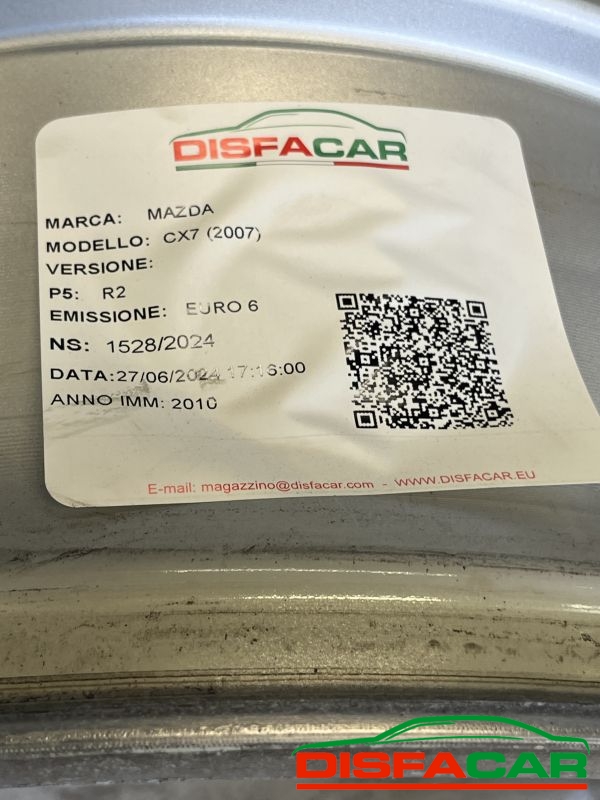 DISFACAR
MARCA: MAZDA
MODELLO: CX7 (2007)
VERSIONE:
P5: R2
EMISSIONE: EURO 6
NS: 1528/2024
DATA:27/06/2024 17:16:00
ANNO IMM: 2010
E-mail: magazzino@disfacar.com - WWW.DISFACAR.EU
DISFACAR